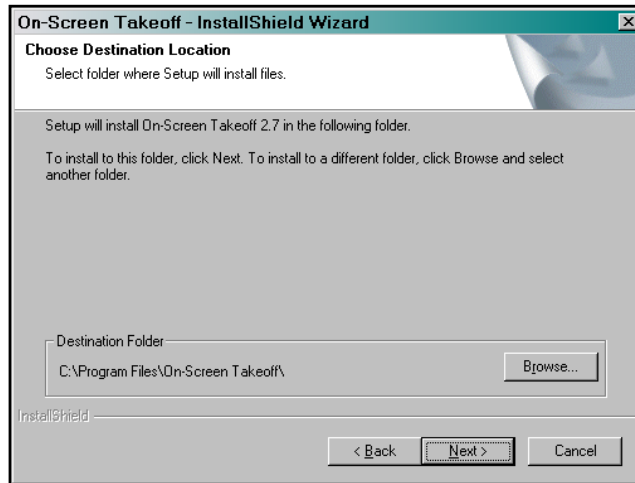 On-Screen Takeoff - InstallShield Wizard
Choose Destination Location
Select folder where Setup will install files.
Setup will install On-Screen Takeoff 2.7 in the following folder.
To install to this folder, click Next. To install to a different folder, click Browse and select
another folder.
Destination Folder
C:\Program Files\On-Screen Takeoff\
Browse...
InstallShield
< Back
Next >
Cancel